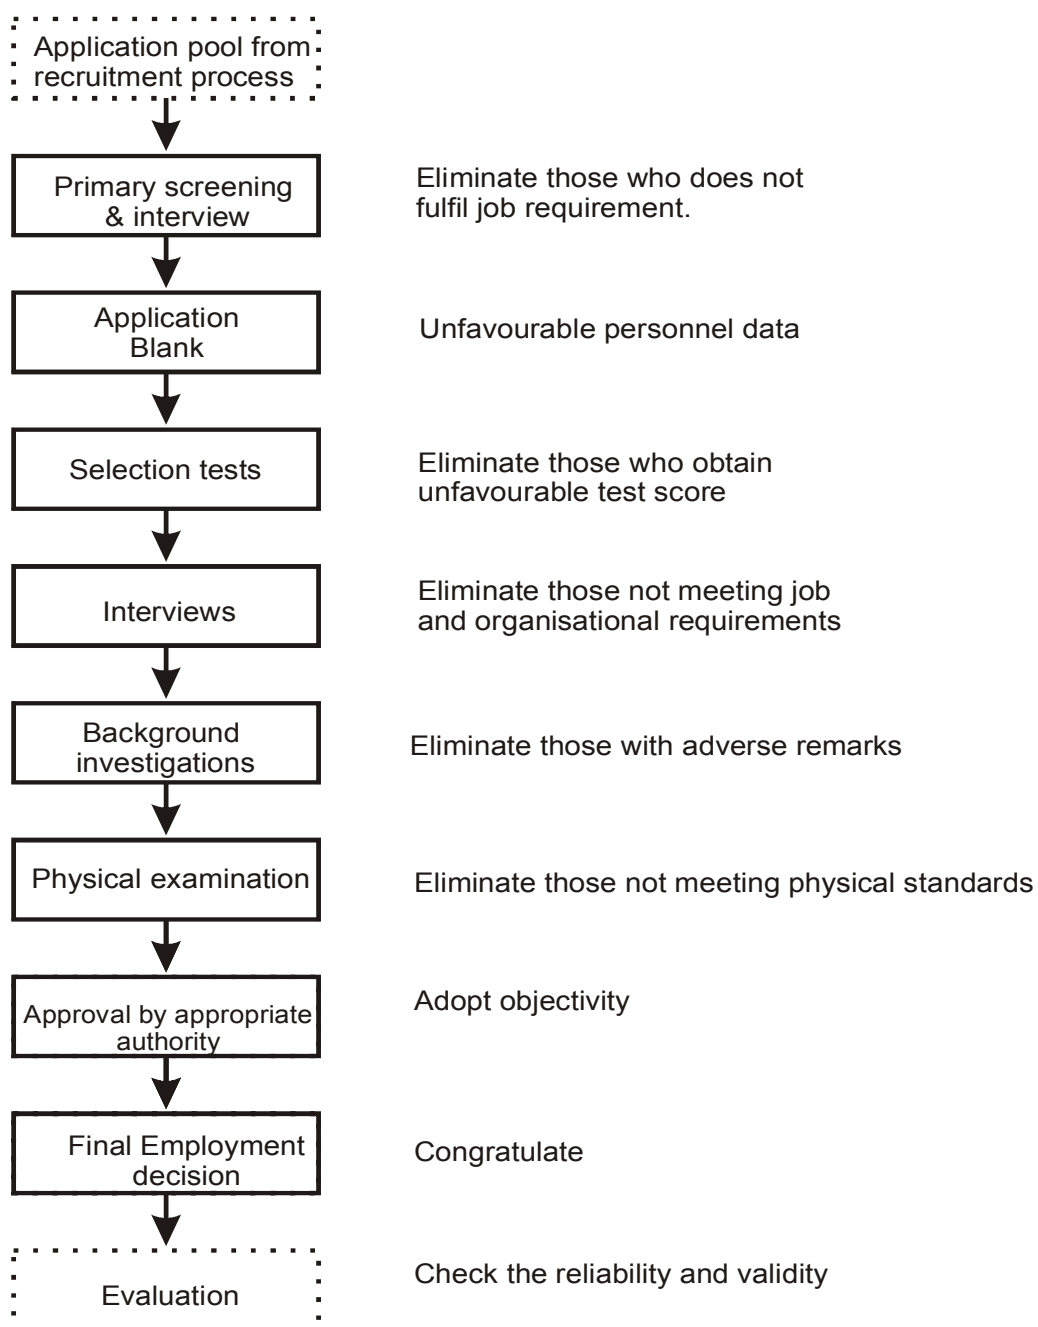 Application pool from
recruitment process
Primary screening
& interview
Eliminate those who does not
fulfil job requirement.
Application
Blank
Unfavourable personnel data
Selection tests
Eliminate those who obtain
unfavourable test score
Interviews
Eliminate those not meeting job
and organisational requirements
Background
investigations
Eliminate those with adverse remarks
Physical examination
Eliminate those not meeting physical standards
Approval by appropriate
authority
Adopt objectivity
Final Employment
decision
Congratulate
Evaluation
Check the reliability and validity